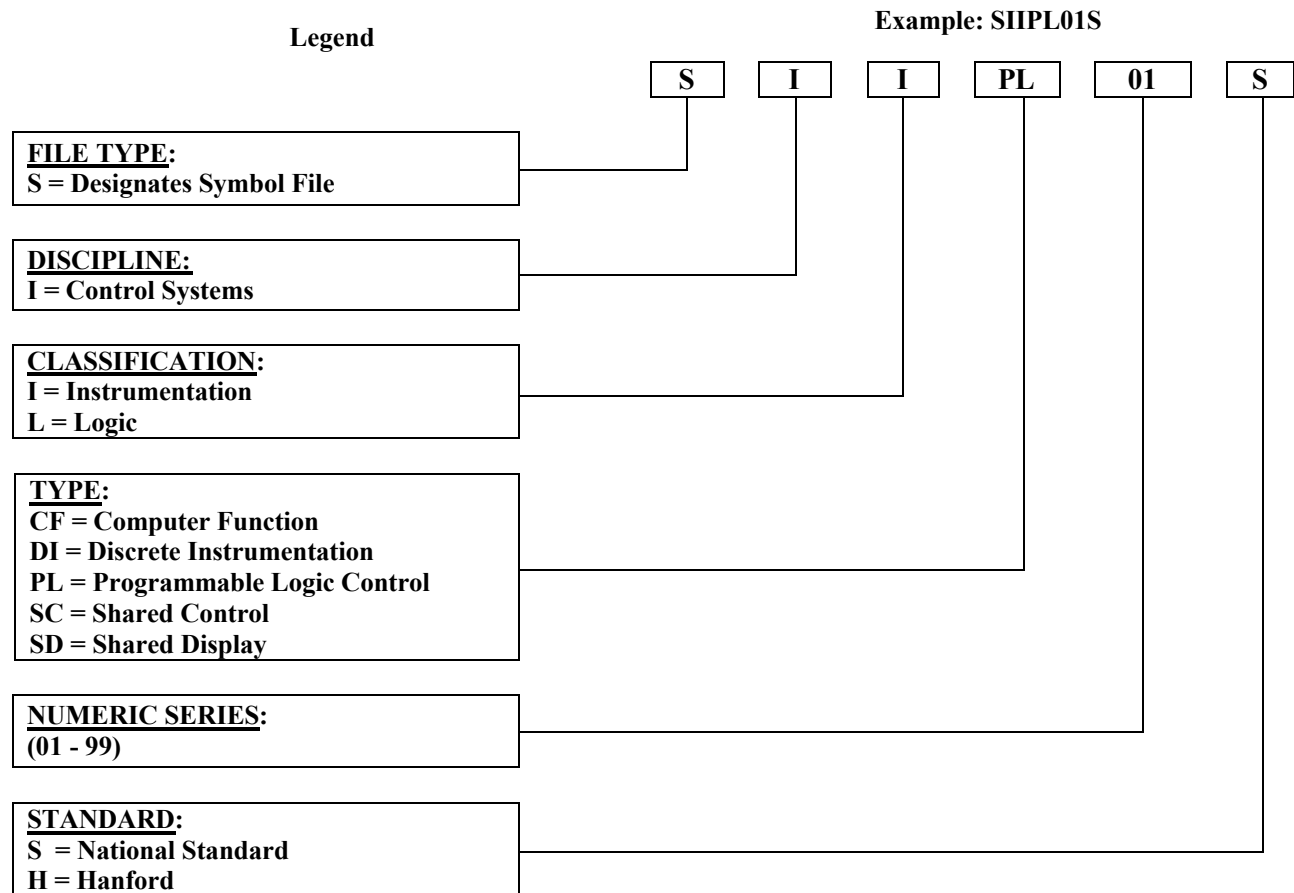 Legend
Example: SIIPL01S
S I I PL 01 S
FILE TYPE:
S = Designates Symbol File
DISCIPLINE:
I = Control Systems
CLASSIFICATION:
I = Instrumentation
L = Logic
TYPE:
CF = Computer Function
DI = Discrete Instrumentation
PL = Programmable Logic Control
SC = Shared Control
SD = Shared Display
NUMERIC SERIES:
(01 - 99)
STANDARD:
S = National Standard
H = Hanford